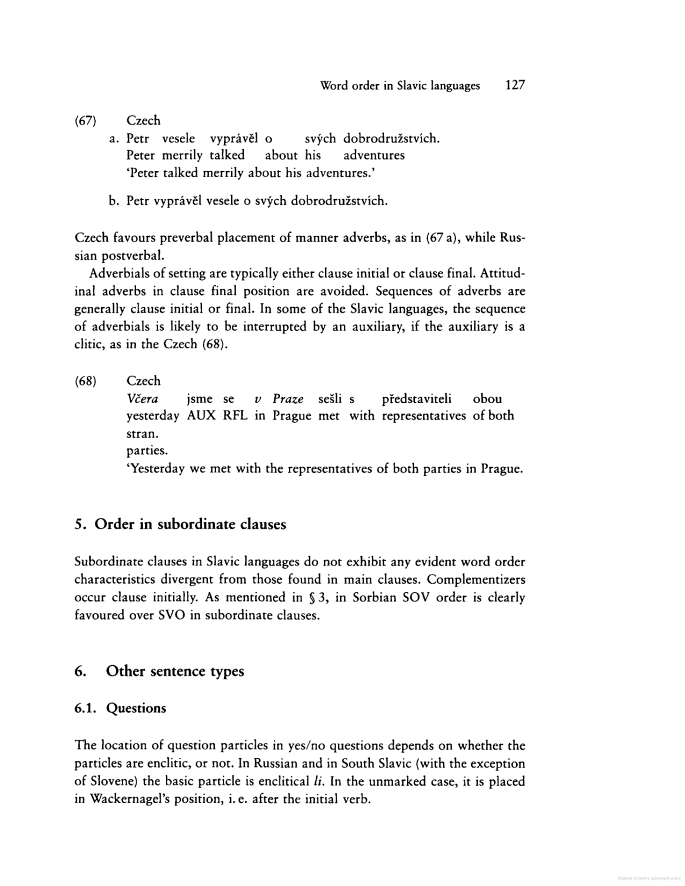 Word order in Slavic languages 127
(67) Czech
a. Petr vesele vyprávěl o svých dobrodružstvích.
Peter merrily talked about his adventures
‘Peter talked merrily about his adventures.’
b. Petr vyprávěl vesele o svých dobrodružstvích.
Czech favours preverbal placement of manner adverbs, as in (67 a), while Rus-
sian postverbal.
Adverbials of setting are typically either clause initial or clause final. Attitud-
inal adverbs in clause final position are avoided. Sequences of adverbs are
generally clause initial or final. In some of the Slavic languages, the sequence
of adverbials is likely to be interrupted by an auxiliary, if the auxiliary is a
clitic, as in the Czech (68).
(68) Czech
Včera jsme se v Praze sešli s představiteli obou
yesterday AUX RFL in Prague met with representatives of both
stran.
parties.
‘Yesterday we met with the representatives of both parties in Prague.
5. Order in subordinate clauses
Subordinate clauses in Slavic languages do not exhibit any evident word order
characteristics divergent from those found in main clauses. Complementizers
occur clause initially. As mentioned in § 3, in Sorbian SOV order is clearly
favoured over SVO in subordinate clauses.
6. Other sentence types
6.1. Questions
The location of question particles in yes/no questions depends on whether the
particles are enclitic, or not. In Russian and in South Slavic (with the exception
of Slovene) the basic particle is enclitical li. In the unmarked case, it is placed
in Wackernagel’s position, i. e. after the initial verb.